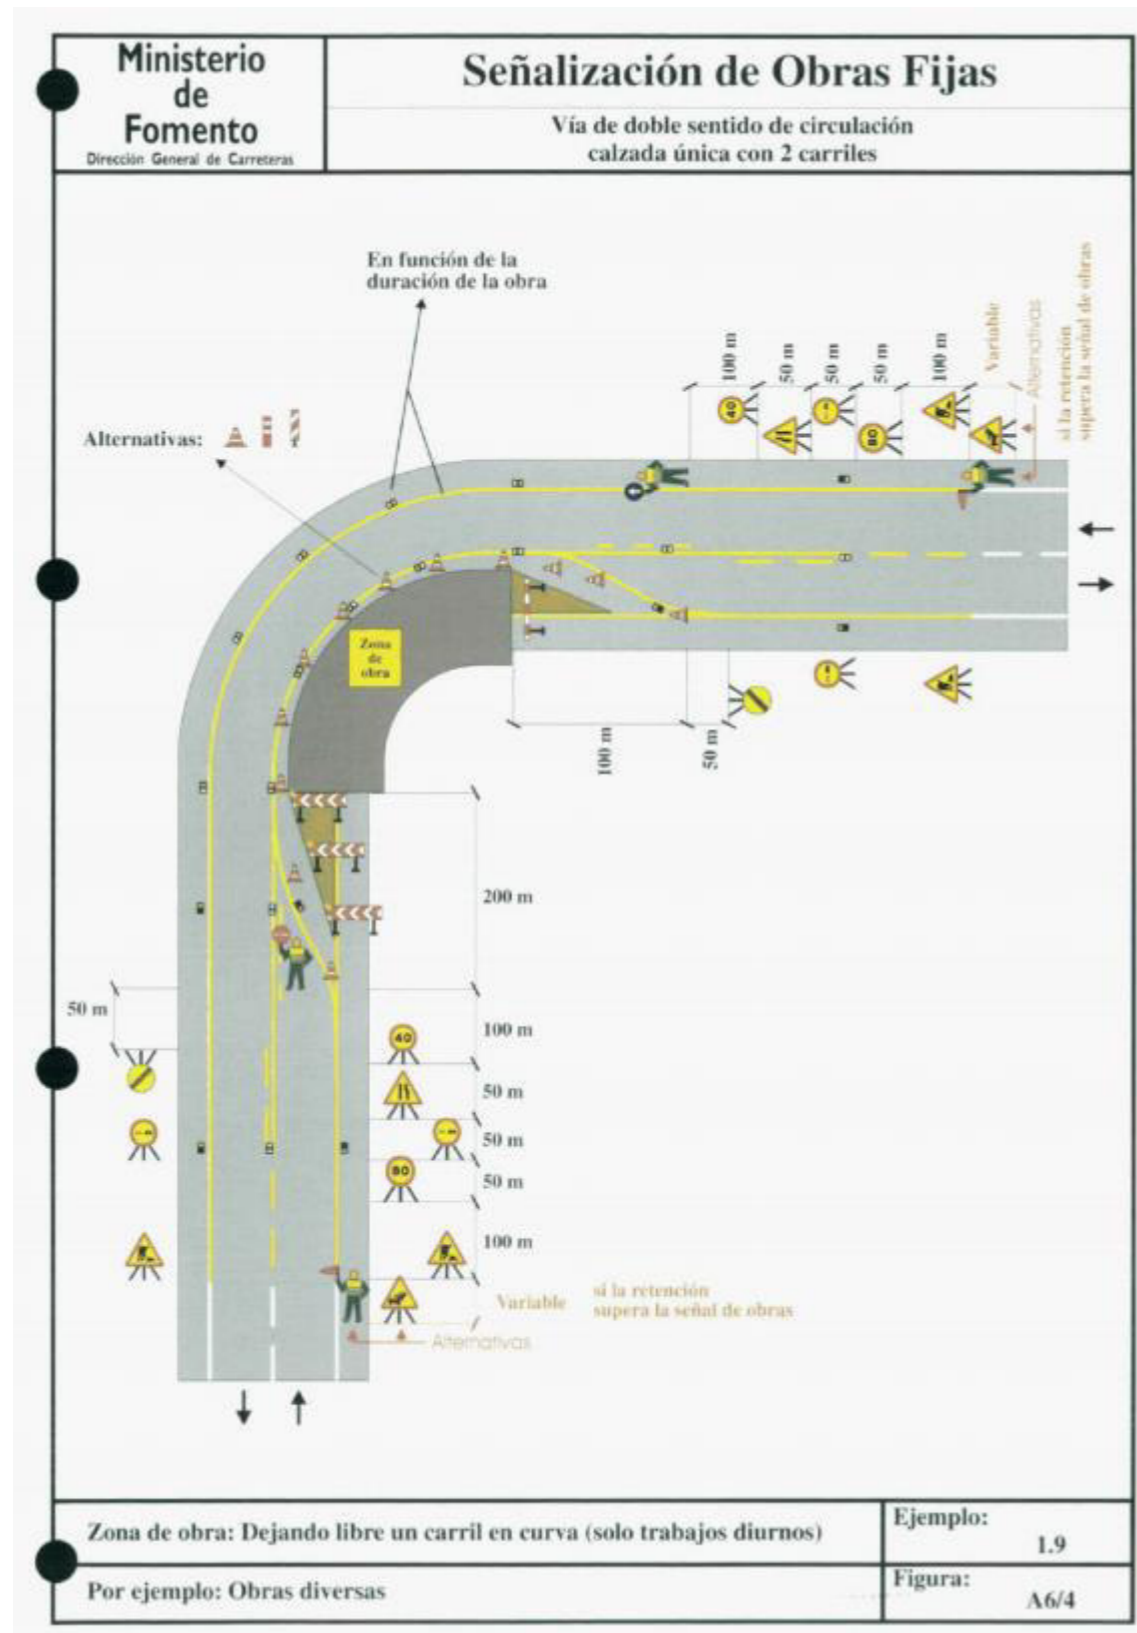 Ministerio
de
Fomento
Dirección General de Carreteras
Señalización de Obras Fijas
Vía de doble sentido de circulación
calzada única con 2 carriles
En función de la
duración de la obra
Alternativas:
100 m
50 m
50 m
50 m
100 m
Variable
Alternativas
si la retención
supera la señal de obras
40
80
Zona
de
obra
100 m
50 m
200 m
50 m
100 m
40
50 m
50 m
80
50 m
100 m
Variable
si la retención
supera la señal de obras
Alternativas
Zona de obra: Dejando libre un carril en curva (solo trabajos diurnos)
Ejemplo:
1.9
Por ejemplo: Obras diversas
Figura:
A6/4